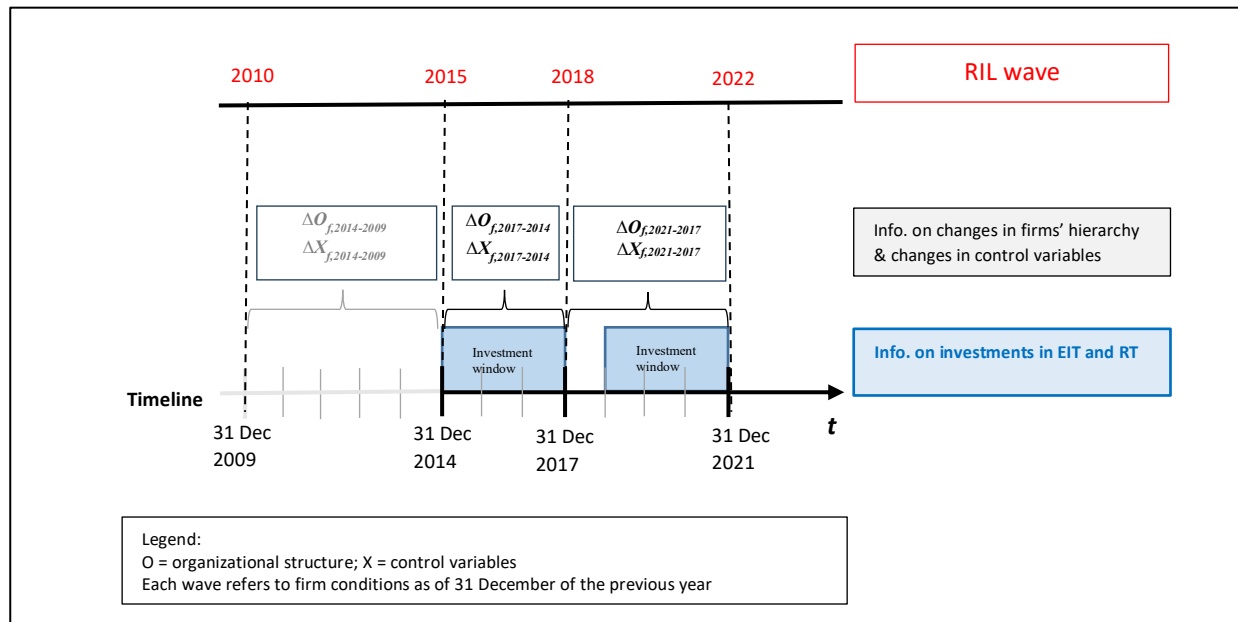 2010 2015 2018 2022 RIL wave
ΔO f,2014-2009 ΔO f,2017-2014 ΔO f,2021-2017
ΔX f,2014-2009 ΔX f,2017-2014 ΔX f,2021-2017
Info. on changes in firms' hierarchy
& changes in control variables
Investment
window
Investment
window
Info. on investments in EIT and RT
Timeline
t
31 Dec
2009
31 Dec
2014
31 Dec
2017
31 Dec
2021
Legend:
O = organizational structure; X = control variables
Each wave refers to firm conditions as of 31 December of the previous year